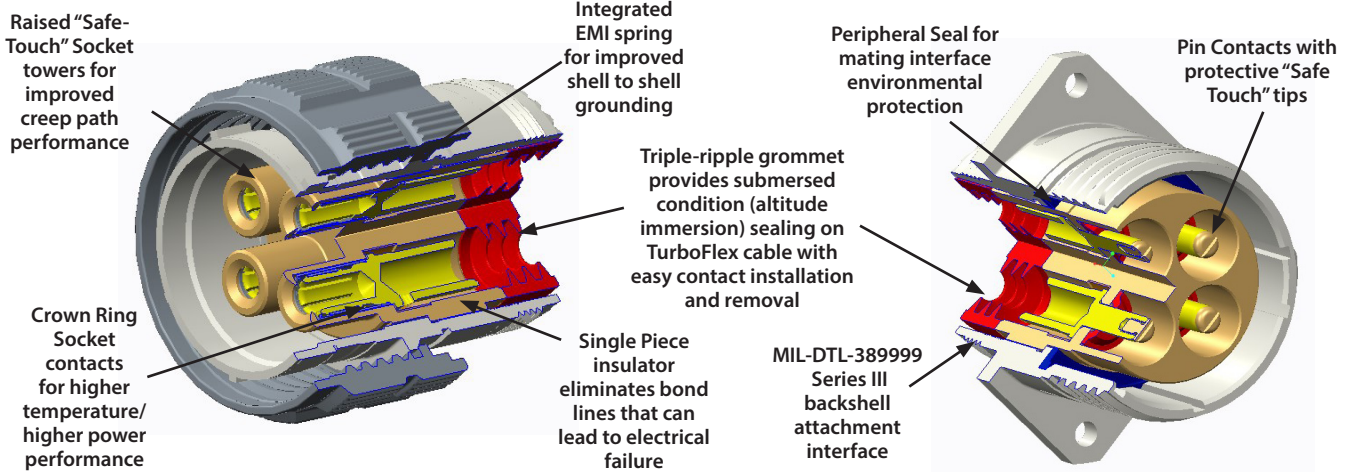 Raised “Safe-
Touch” Socket
towers for
improved
creep path
performance
Integrated
EMI spring
for improved
shell to shell
grounding
Peripheral Seal for
mating interface
environmental
protection
Pin Contacts with
protective “Safe
Touch” tips
Triple-ripple grommet
provides submersed
condition (altitude
immersion) sealing on
TurboFlex cable with
easy contact installation
and removal
Crown Ring
Socket
contacts
for higher
temperature/
higher power
performance
Single Piece
insulator
eliminates bond
lines that can
lead to electrical
failure
MIL-DTL-389999
Series III
backshell
attachment
interface